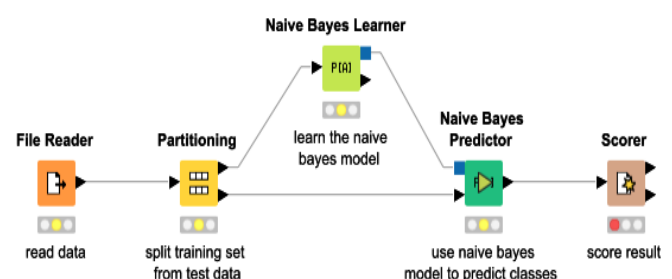 Naive Bayes Learner
P[A]
learn the naive
bayes model
File Reader
read data
Partitioning
split training set
from test data
Naive Bayes
Predictor
use naive bayes
model to predict classes
Scorer
score result